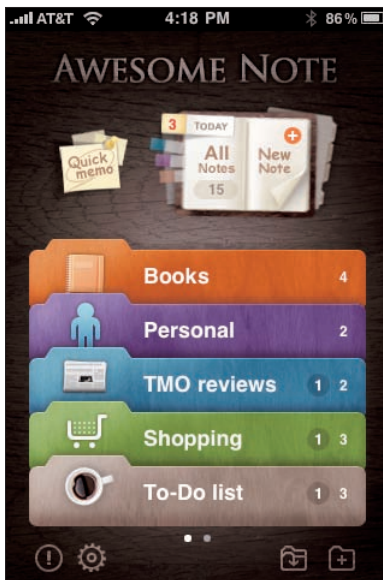 AT&T 4:18 PM 86%
AWESOME NOTE
3 TODAY
Quick memo
All Notes
15
New Note
Books 4
Personal 2
TMO reviews 1 2
Shopping 1 3
To-Do list 1 3